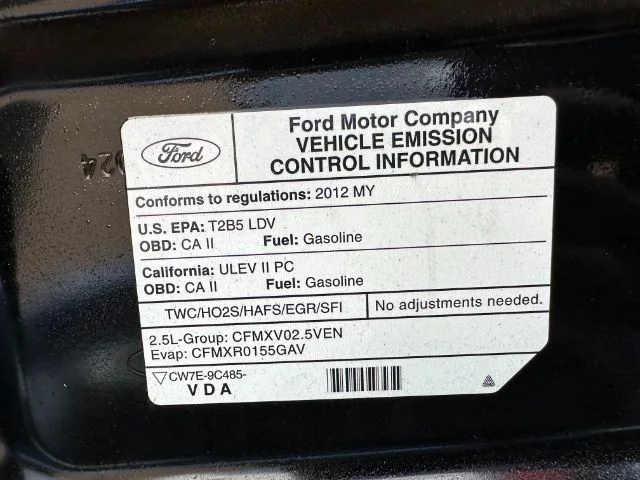 Ford
Ford Motor Company
VEHICLE EMISSION
CONTROL INFORMATION
Conforms to regulations: 2012 MY
U.S. EPA: T2B5 LDV
OBD: CA II Fuel: Gasoline
California: ULEV II PC
OBD: CA II Fuel: Gasoline
TWC/HO2S/HAFS/EGR/SFI No adjustments needed.
2.5L-Group: CFMXV02.5VEN
Evap: CFMXR0155GAV
CW7E-9C485-
VDA